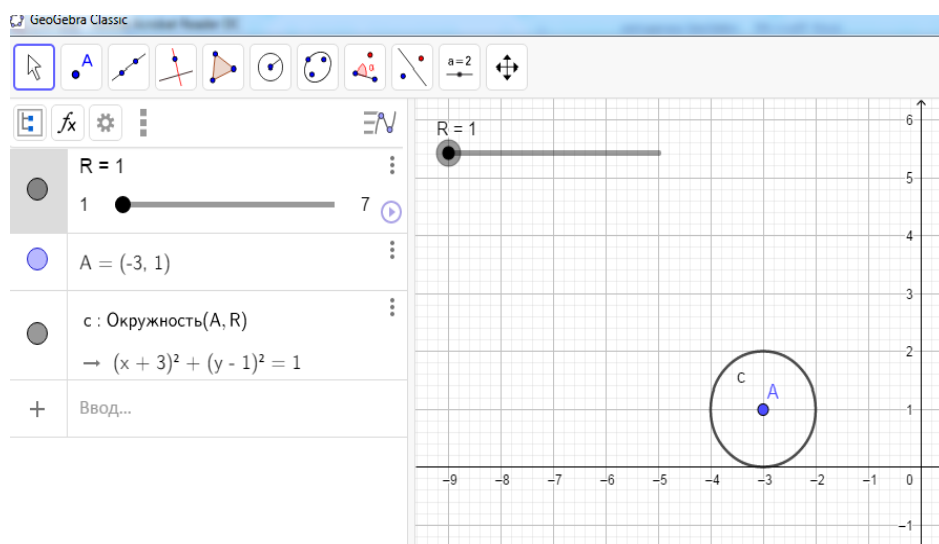 GeoGebra Classic
A
a = 2
fx
R = 1
1
7
A = (-3, 1)
c : Окружность(A, R)
→ (x + 3)² + (y - 1)² = 1
+ Ввод...
R = 1
6
5
4
3
2
1
c
A
–9 –8 –7 –6 –5 –4 –3 –2 –1 0
–1